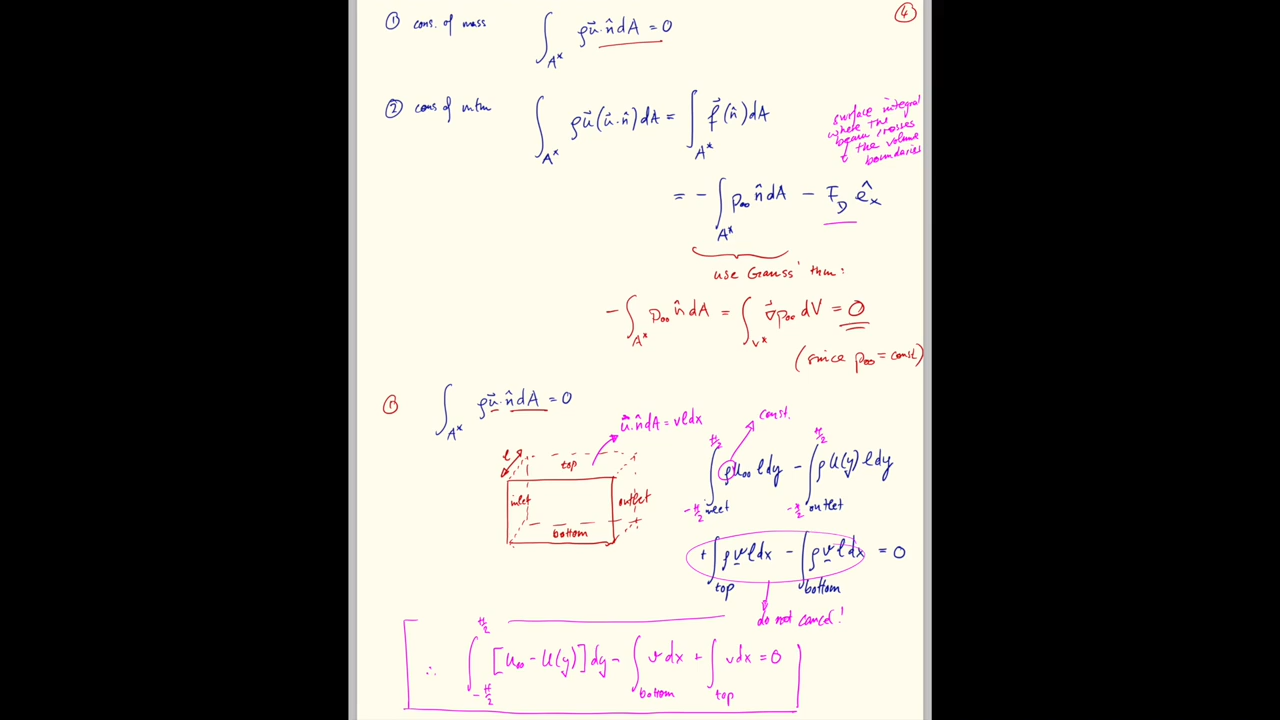 ① cons. of mass ∫_{A*} ρu⃗·n̂dA = 0
④
② cons of mtm ∫_{A*} ρu⃗(u⃗·n̂)dA = ∫_{A*} f⃗(n̂)dA
surface integral
where the
beam crosses
the volume
boundaries
= - ∫_{A*} p∞ n̂dA - F_D ê_x
use Gauss' thm:
- ∫_{A*} p∞ n̂dA = ∫_{V*} ∇⃗p∞ dV = 0
(since p∞ = const)
① ∫_{A*} ρu⃗·n̂dA = 0
u⃗·n̂dA = vldx
const.
l
top
inlet
outlet
bottom
∫_{-H/2}^{H/2} inlet ρU∞ ldy - ∫_{-H/2}^{H/2} outlet ρU(y) ldy
+ ∫_{top} ρvldx - ∫_{bottom} ρvldx = 0
do not cancel!
∴ ∫_{-H/2}^{H/2} [U∞ - U(y)]dy - ∫_{bottom} vdx + ∫_{top} vdx = 0